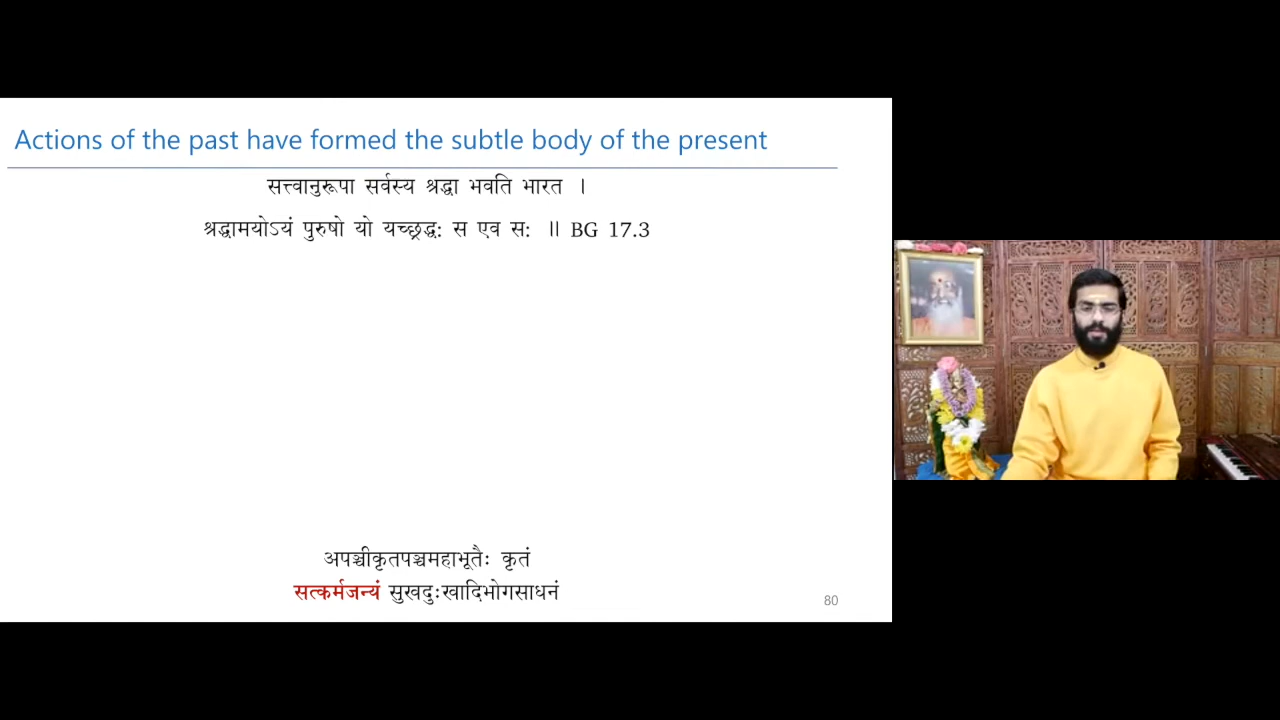 Actions of the past have formed the subtle body of the present
सत्त्वानुरूपा सर्वस्य श्रद्धा भवति भारत ।
श्रद्धामयोऽयं पुरुषो यो यच्छ्रद्ध: स एव स: ॥ BG 17.3
अपञ्चीकृतपञ्चमहाभूतैः कृतं
सत्कर्मजन्यं सुखदुःखादिभोगसाधनं
80